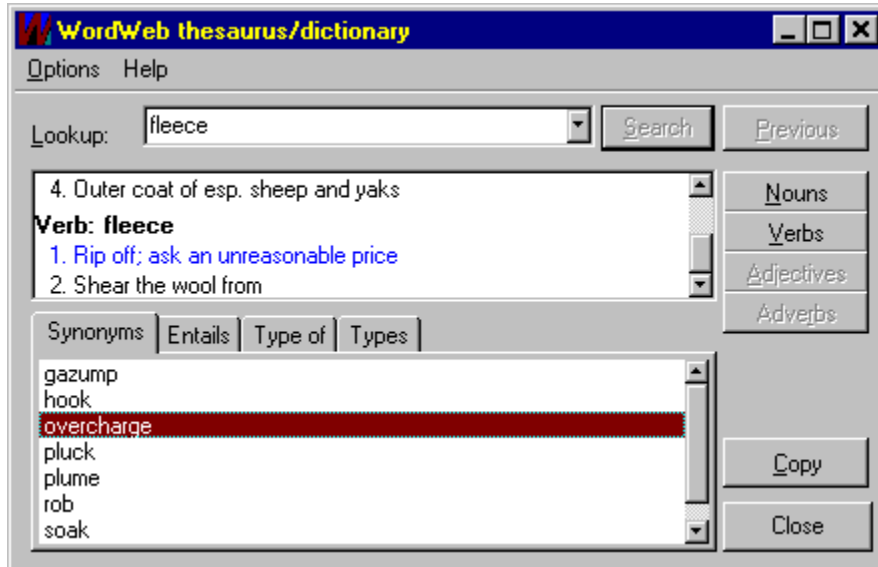 WordWeb thesaurus/dictionary
Options Help
Lookup: fleece Search Previous
4. Outer coat of esp. sheep and yaks
Verb: fleece
1. Rip off; ask an unreasonable price
2. Shear the wool from
Nouns
Verbs
Adjectives
Adverbs
Synonyms Entails Type of Types
gazump
hook
overcharge
pluck
plume
rob
soak
Copy
Close